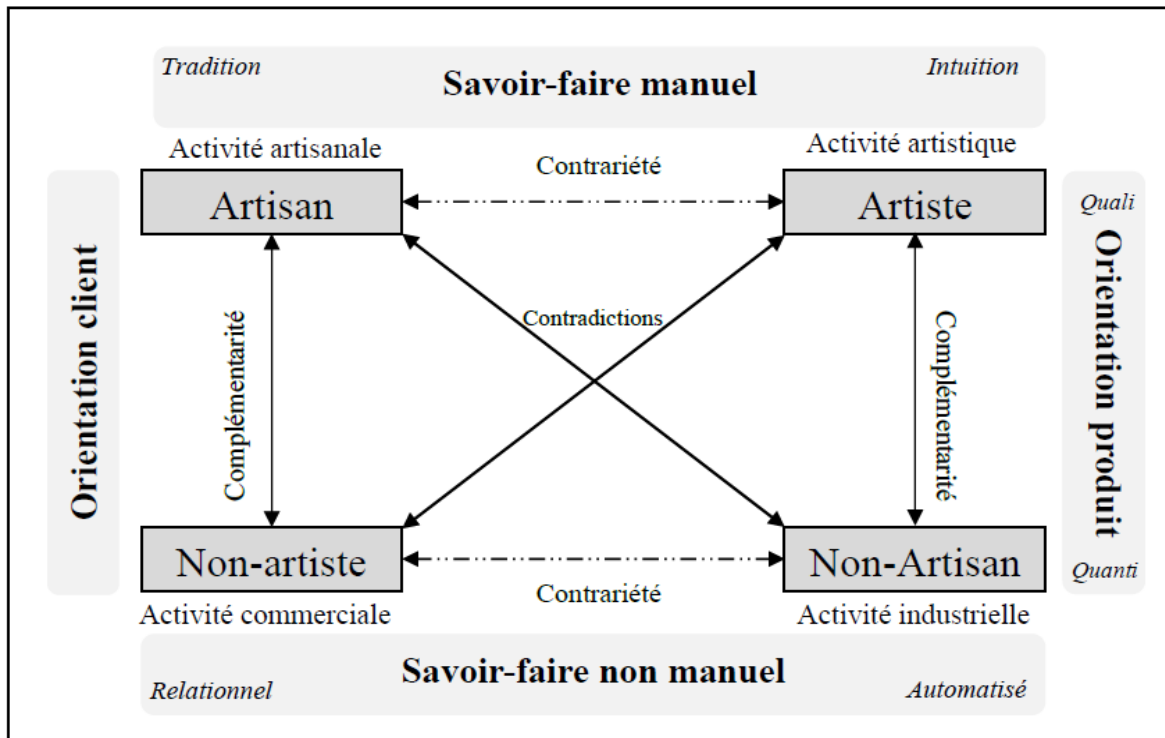 Tradition
Savoir-faire manuel
Intuition
Activité artisanale
Contrariété
Activité artistique
Artisan
Artiste
Quali
Orientation client
Complémentarité
Contradictions
Complémentarité
Orientation produit
Non-artiste
Non-Artisan
Quanti
Contrariété
Activité commerciale
Activité industrielle
Savoir-faire non manuel
Relationnel
Automatisé